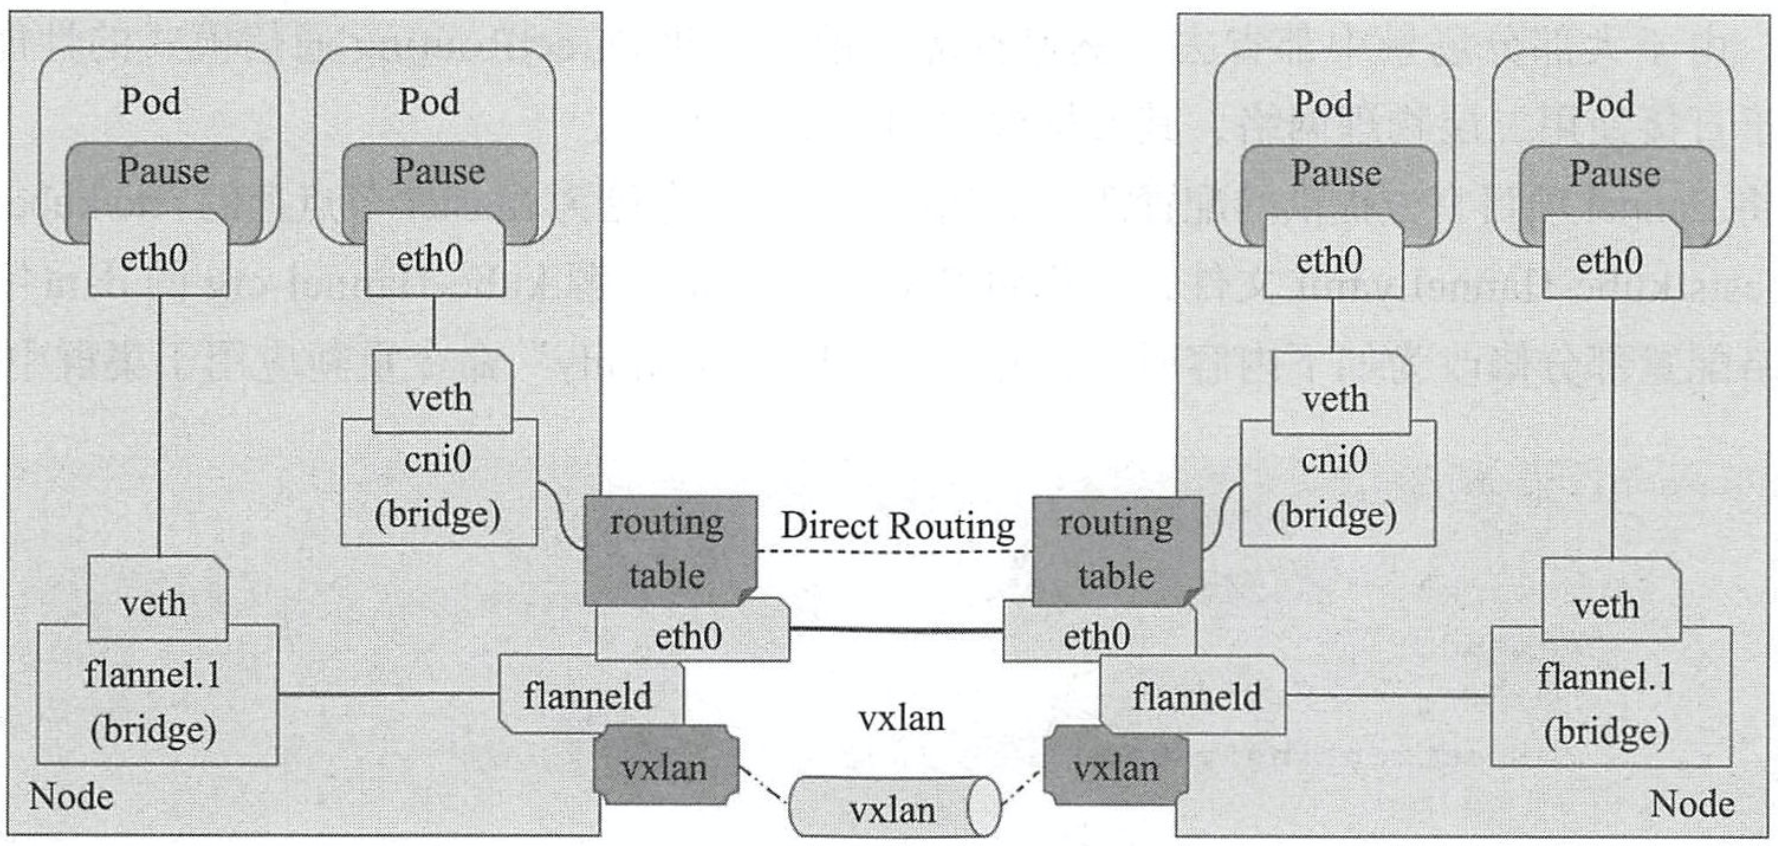 Pod
Pause
eth0
veth
flannel.1
(bridge)
Node
Pod
Pause
eth0
veth
cni0
(bridge)
routing
table
eth0
flanneld
vxlan
Direct Routing
vxlan
vxlan
routing
table
eth0
flanneld
vxlan
Pod
Pause
eth0
veth
cni0
(bridge)
Pod
Pause
eth0
veth
flannel.1
(bridge)
Node